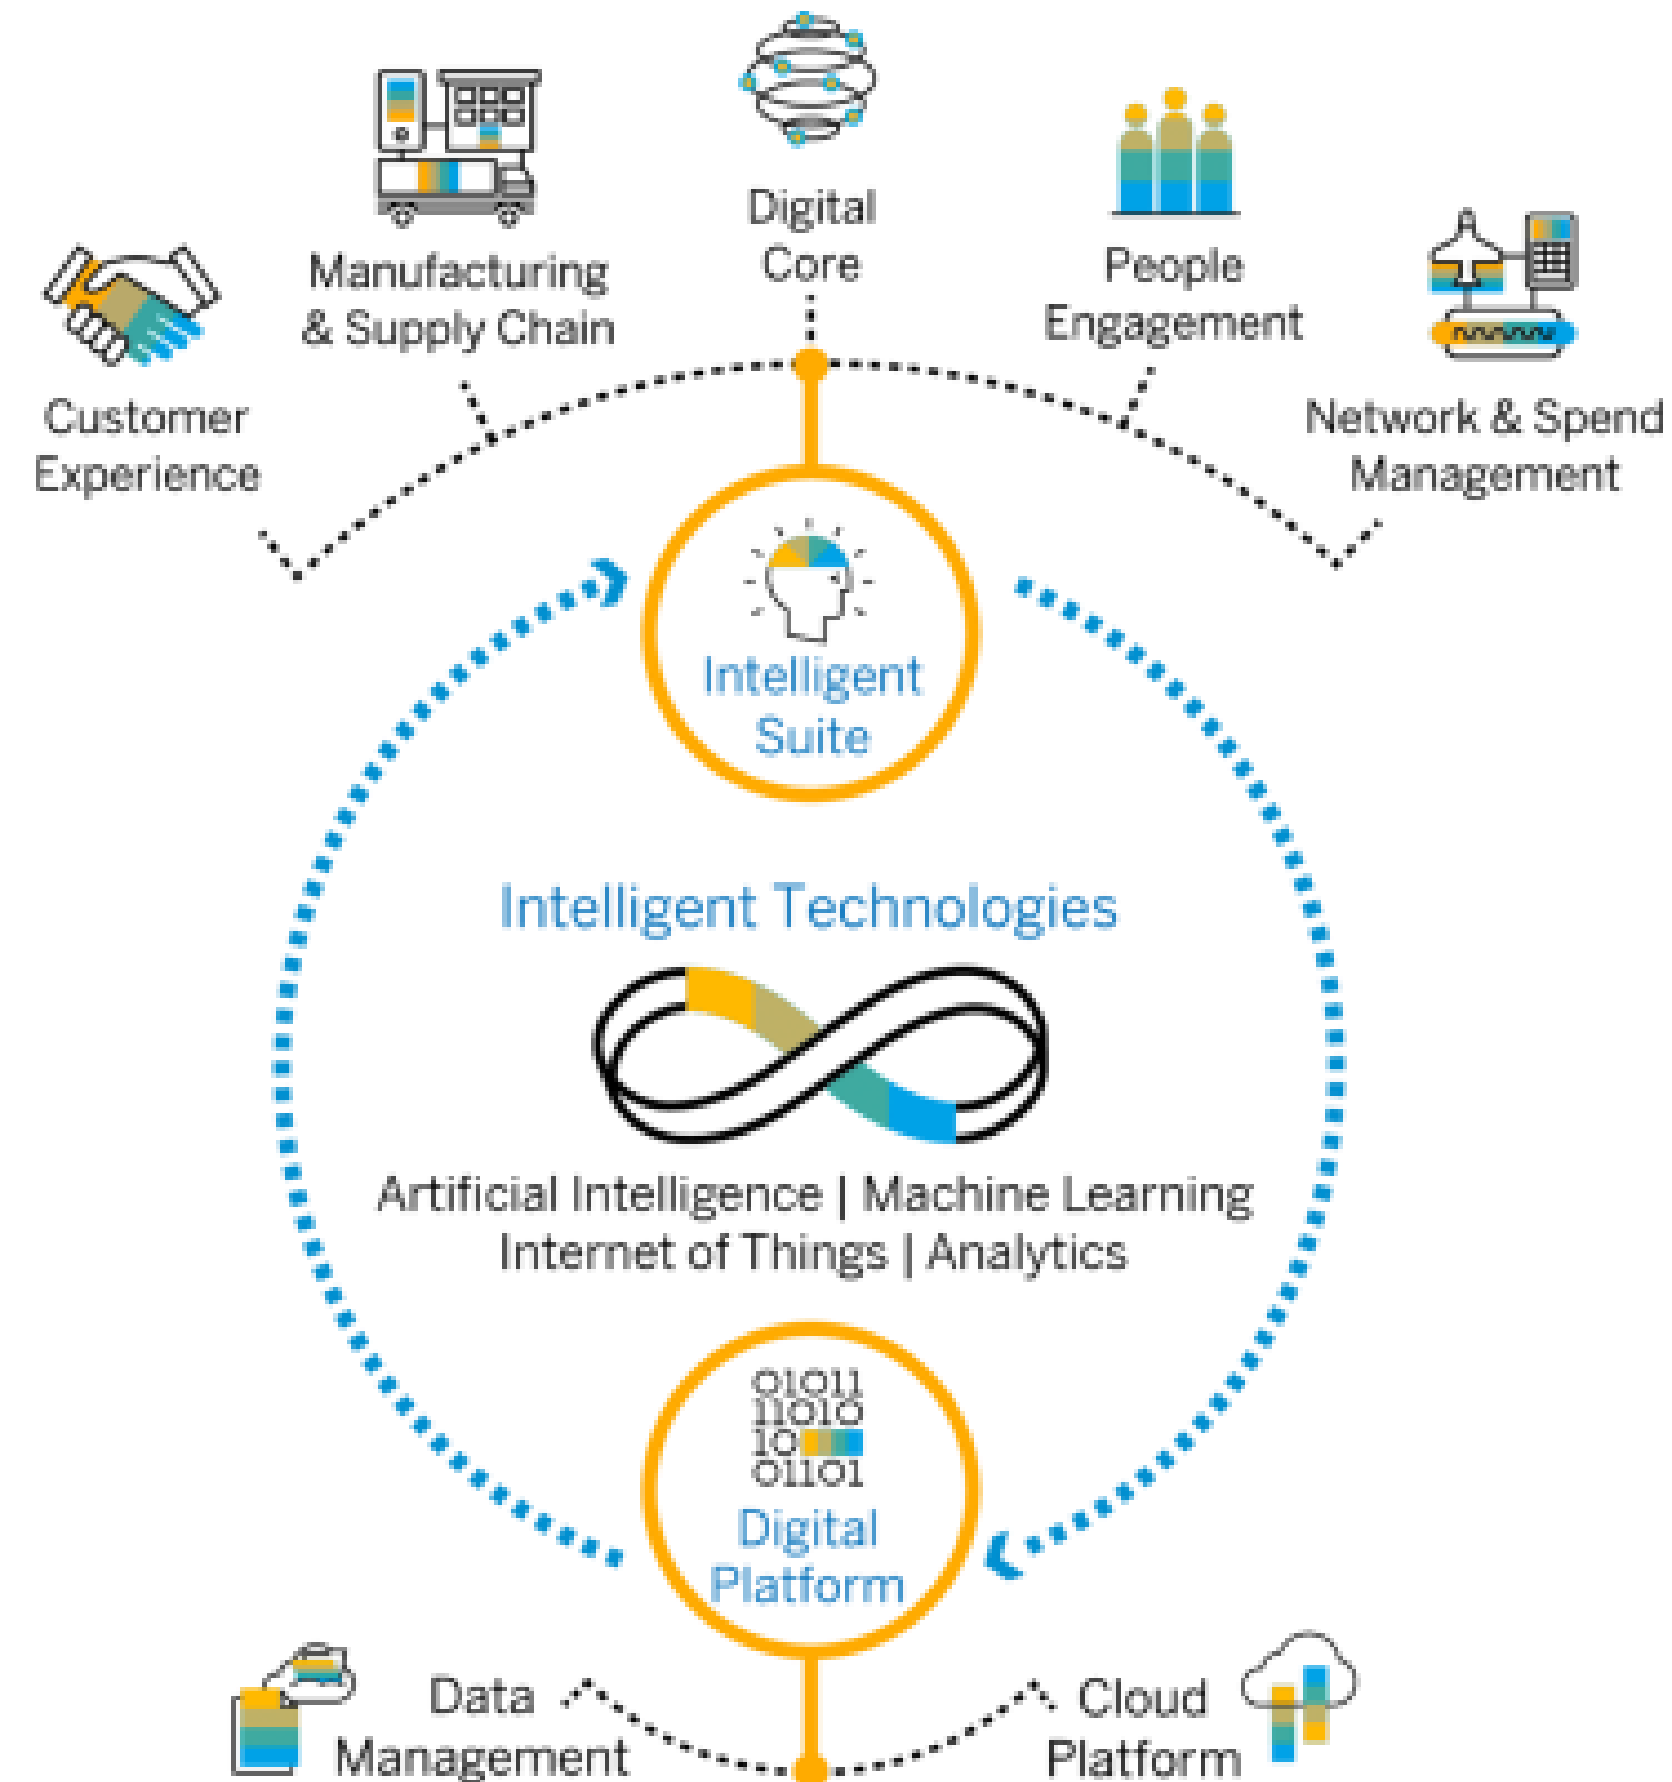 Digital
Core
Manufacturing
& Supply Chain
People
Engagement
Customer
Experience
Network & Spend
Management
Intelligent
Suite
Intelligent Technologies
Artificial Intelligence | Machine Learning
Internet of Things | Analytics
01011
11010
10
01101
Digital
Platform
Data
Management
Cloud
Platform